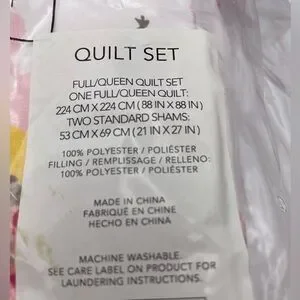 QUILT SET
FULL/QUEEN QUILT SET
ONE FULL/QUEEN QUILT:
224 CM X 224 CM ( 88 IN X 88 IN )
TWO STANDARD SHAMS:
53 CM X 69 CM ( 21 IN X 27 IN )
100% POLYESTER / POLIÉSTER
FILLING / REMPLISSAGE / RELLENO:
100% POLYESTER / POLIÉSTER
MADE IN CHINA
FABRIQUÉ EN CHINE
HECHO EN CHINA
MACHINE WASHABLE.
SEE CARE LABEL ON PRODUCT FOR
LAUNDERING INSTRUCTIONS.